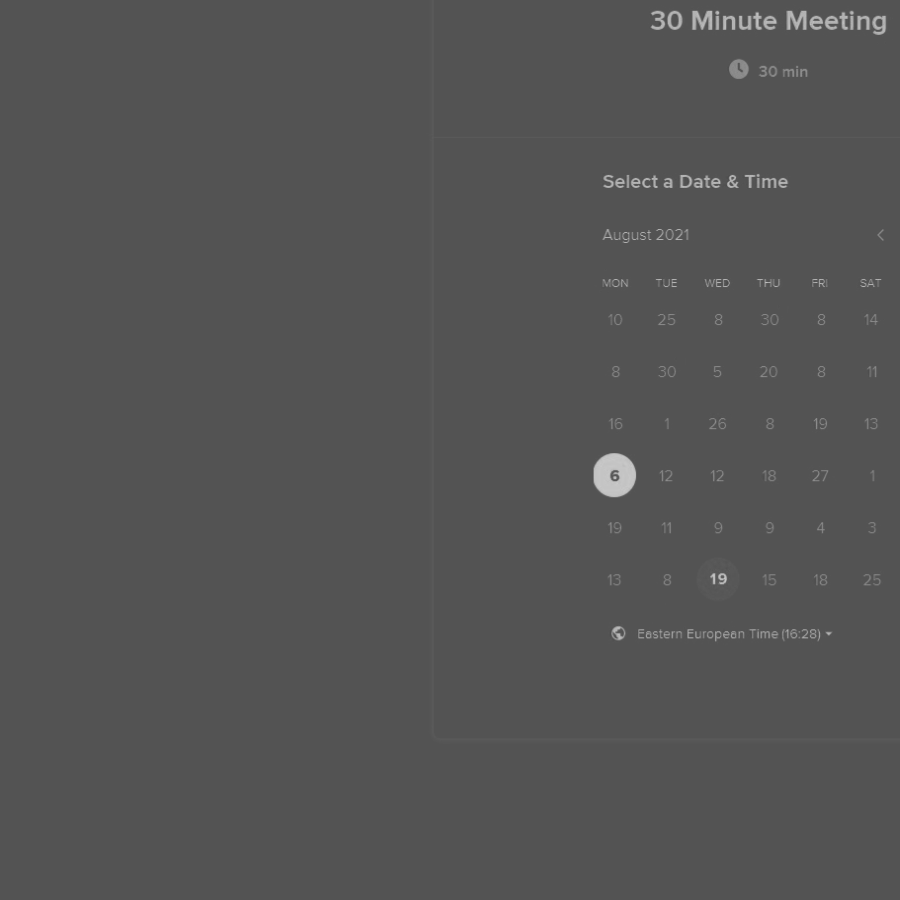 30 Minute Meeting
30 min
Select a Date & Time
August 2021
MON TUE WED THU FRI SAT
10 25 8 30 8 14
8 30 5 20 8 11
16 1 26 8 19 13
6 12 12 18 27 1
19 11 9 9 4 3
13 8 19 15 18 25
Eastern European Time (16:28)